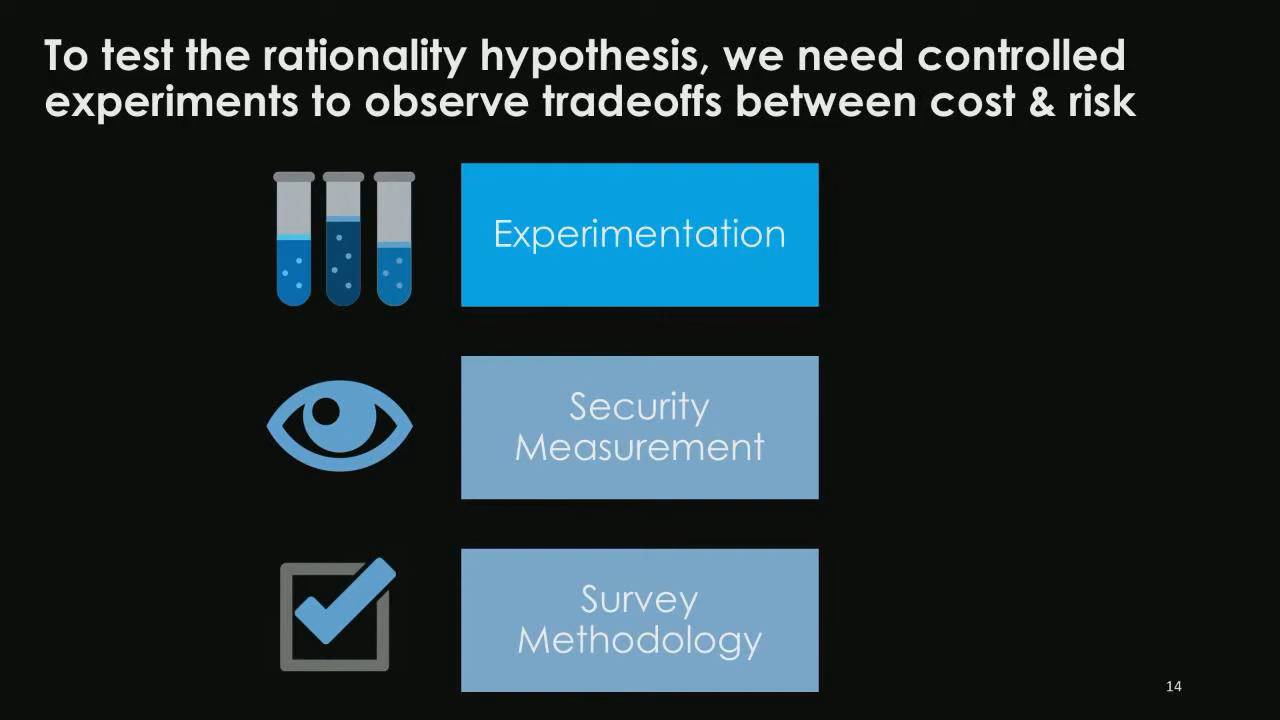 To test the rationality hypothesis, we need controlled
experiments to observe tradeoffs between cost & risk
Experimentation
Security
Measurement
Survey
Methodology
14